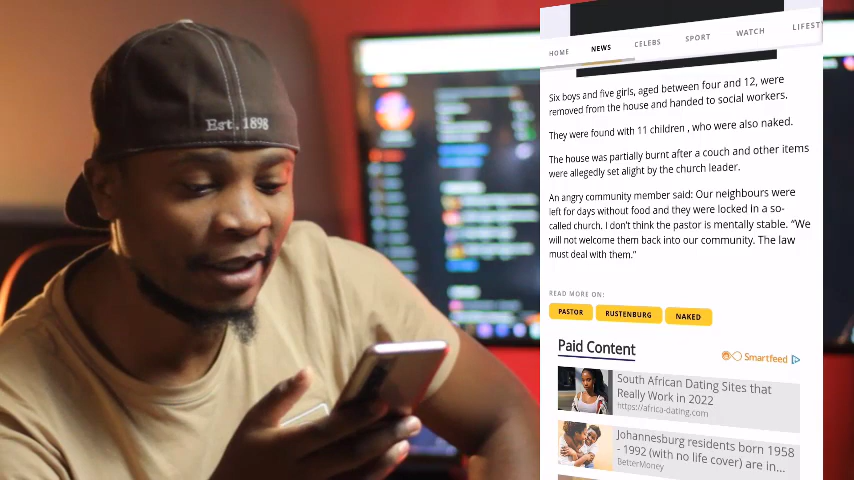 Est. 1898
HOME NEWS CELEBS SPORT WATCH LIFEST
Six boys and five girls, aged between four and 12, were
removed from the house and handed to social workers.
They were found with 11 children , who were also naked.
The house was partially burnt after a couch and other items
were allegedly set alight by the church leader.
An angry community member said: Our neighbours were
left for days without food and they were locked in a so-
called church. I don't think the pastor is mentally stable. “We
will not welcome them back into our community. The law
must deal with them.”
READ MORE ON:
PASTOR RUSTENBURG NAKED
Paid Content
Smartfeed
South African Dating Sites that
Really Work in 2022
https://africa-dating.com
Johannesburg residents born 1958
- 1992 (with no life cover) are in...
BetterMoney